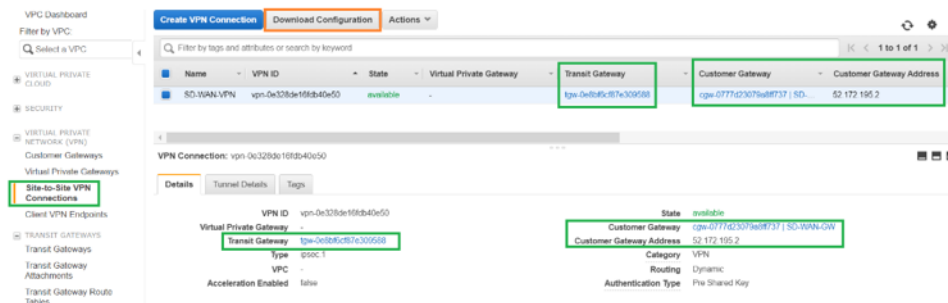 VPC Dashboard
Filter by VPC:
Select a VPC
VIRTUAL PRIVATE
CLOUD
SECURITY
VIRTUAL PRIVATE
NETWORK (VPN)
Customer Gateways
Virtual Private Gateways
Site-to-Site VPN
Connections
Client VPN Endpoints
TRANSIT GATEWAYS
Transit Gateways
Transit Gateway
Attachments
Transit Gateway Route
Tables
Create VPN Connection Download Configuration Actions
Filter by tags and attributes or search by keyword
1 to 1 of 1
Name VPN ID State Virtual Private Gateway Transit Gateway Customer Gateway Customer Gateway Address
SD-WAN-VPN vpn-0e328de16fdb40e50 available - tgw-0e8bf6cf87e309588 cgw-0777d23079a8ff737 | SD-... 52.172.195.2
VPN Connection: vpn-0e328de16fdb40e50
Details Tunnel Details Tags
VPN ID vpn-0e328de16fdb40e50 State available
Virtual Private Gateway - Customer Gateway cgw-0777d23079a8ff737 | SD-WAN-GW
Transit Gateway tgw-0e8bf6cf87e309588 Customer Gateway Address 52.172.195.2
Type ipsec.1 Category VPN
VPC - Routing Dynamic
Acceleration Enabled false Authentication Type Pre Shared Key